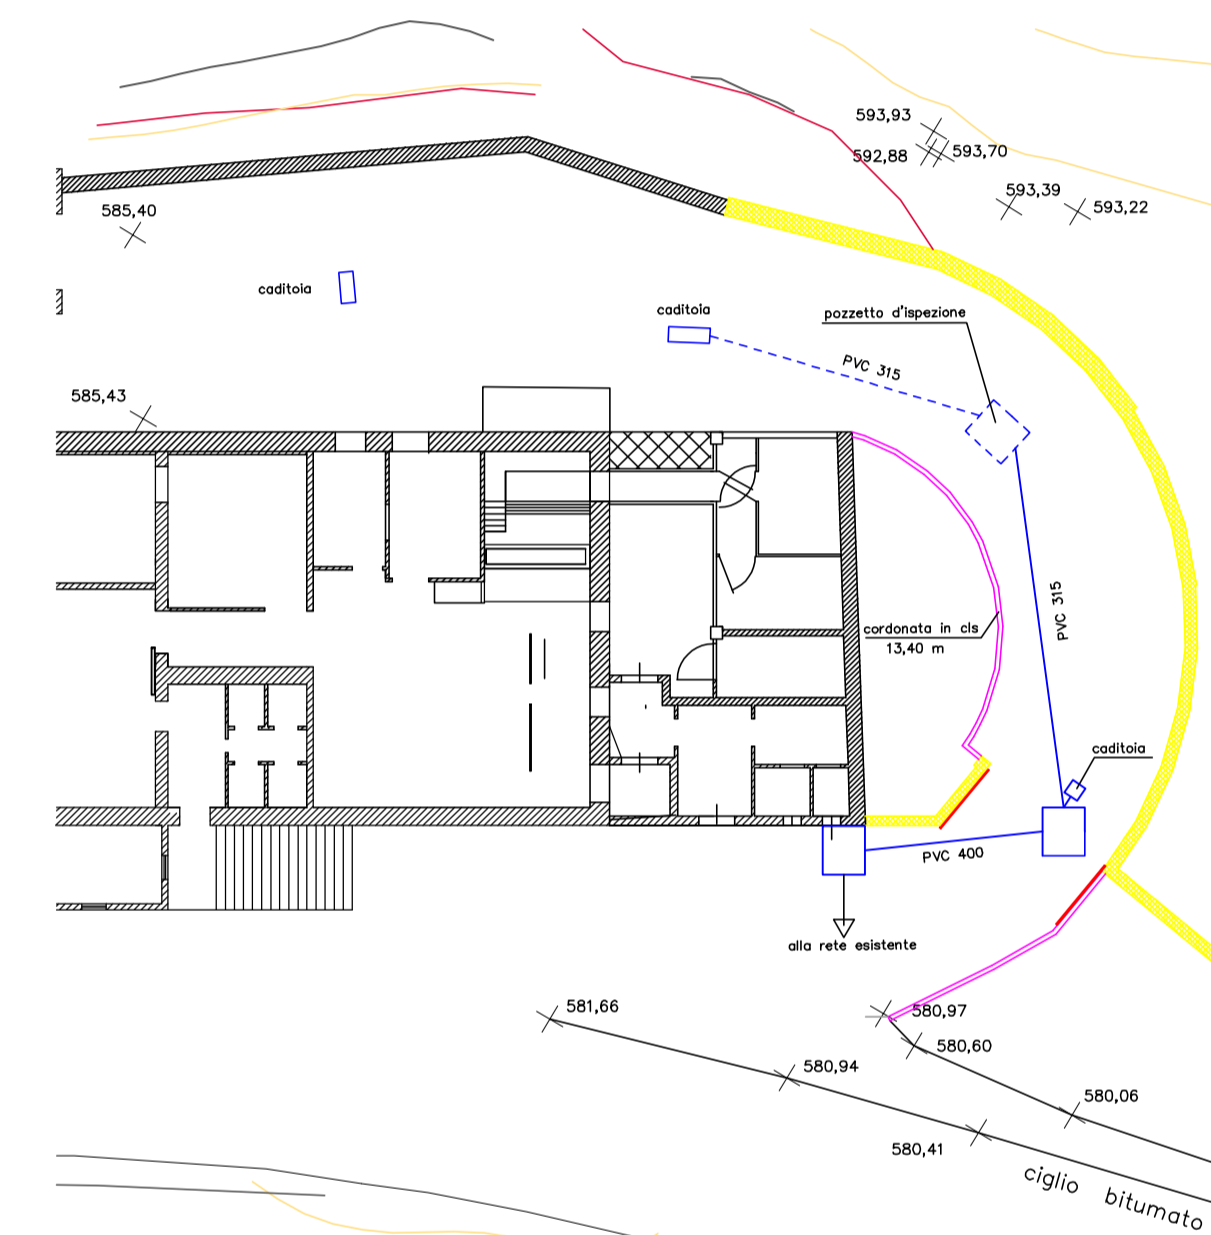 593,93
592,88
593,70
593,39
593,22
585,40
caditoia
caditoia
pozzetto d'ispezione
PVC 315
585,43
PVC 315
cordonata in cls
13,40 m
caditoia
PVC 400
alla rete esistente
581,66
580,97
580,60
580,94
580,06
580,41
ciglio bitumato